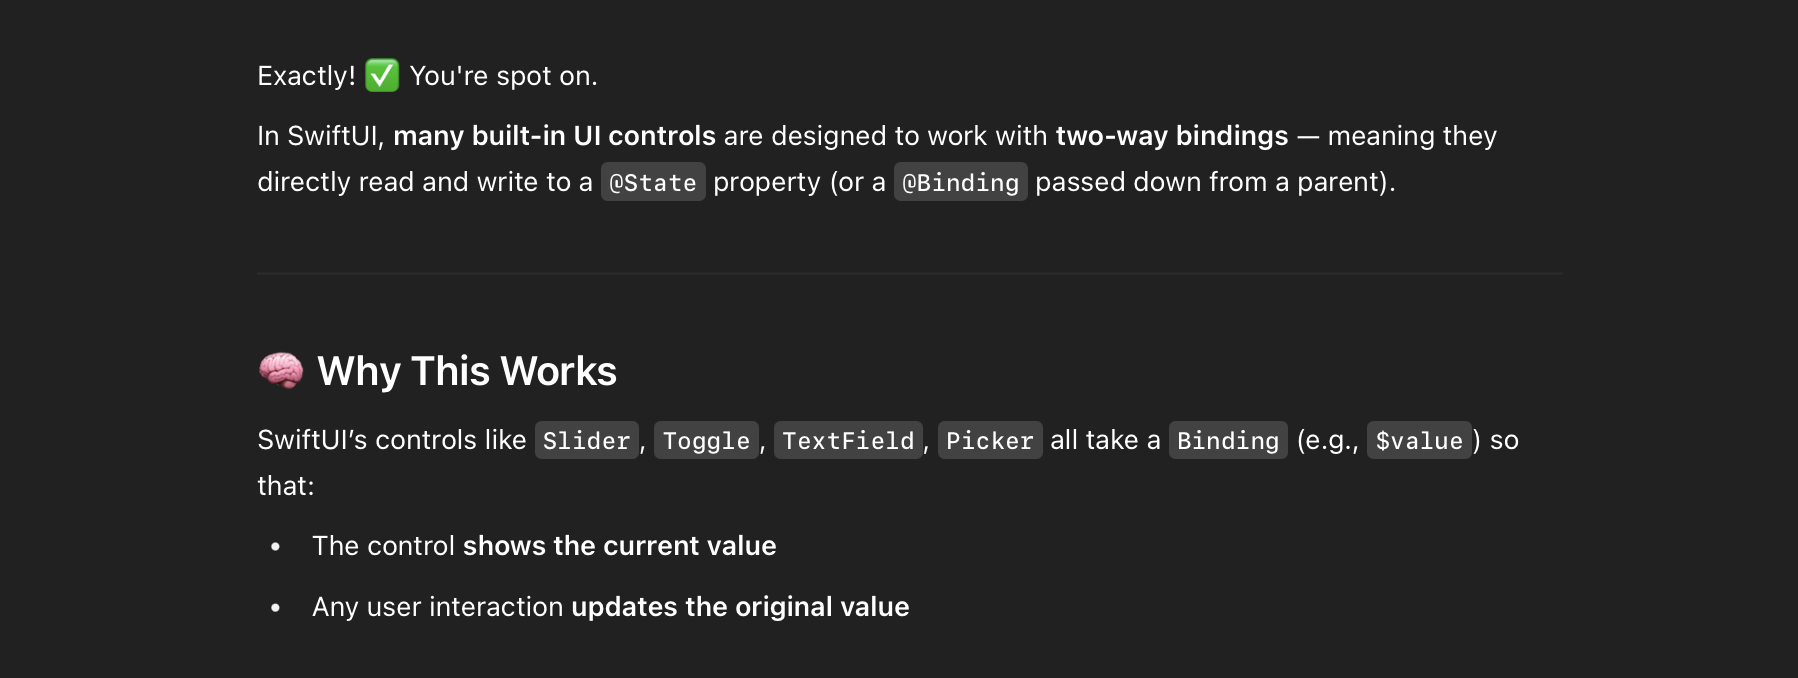 Exactly! ✅ You're spot on.
In SwiftUI, many built-in UI controls are designed to work with two-way bindings — meaning they
directly read and write to a @State property (or a @Binding passed down from a parent).
🧠 Why This Works
SwiftUI’s controls like Slider, Toggle, TextField, Picker all take a Binding (e.g., $value) so
that:
• The control shows the current value
• Any user interaction updates the original value